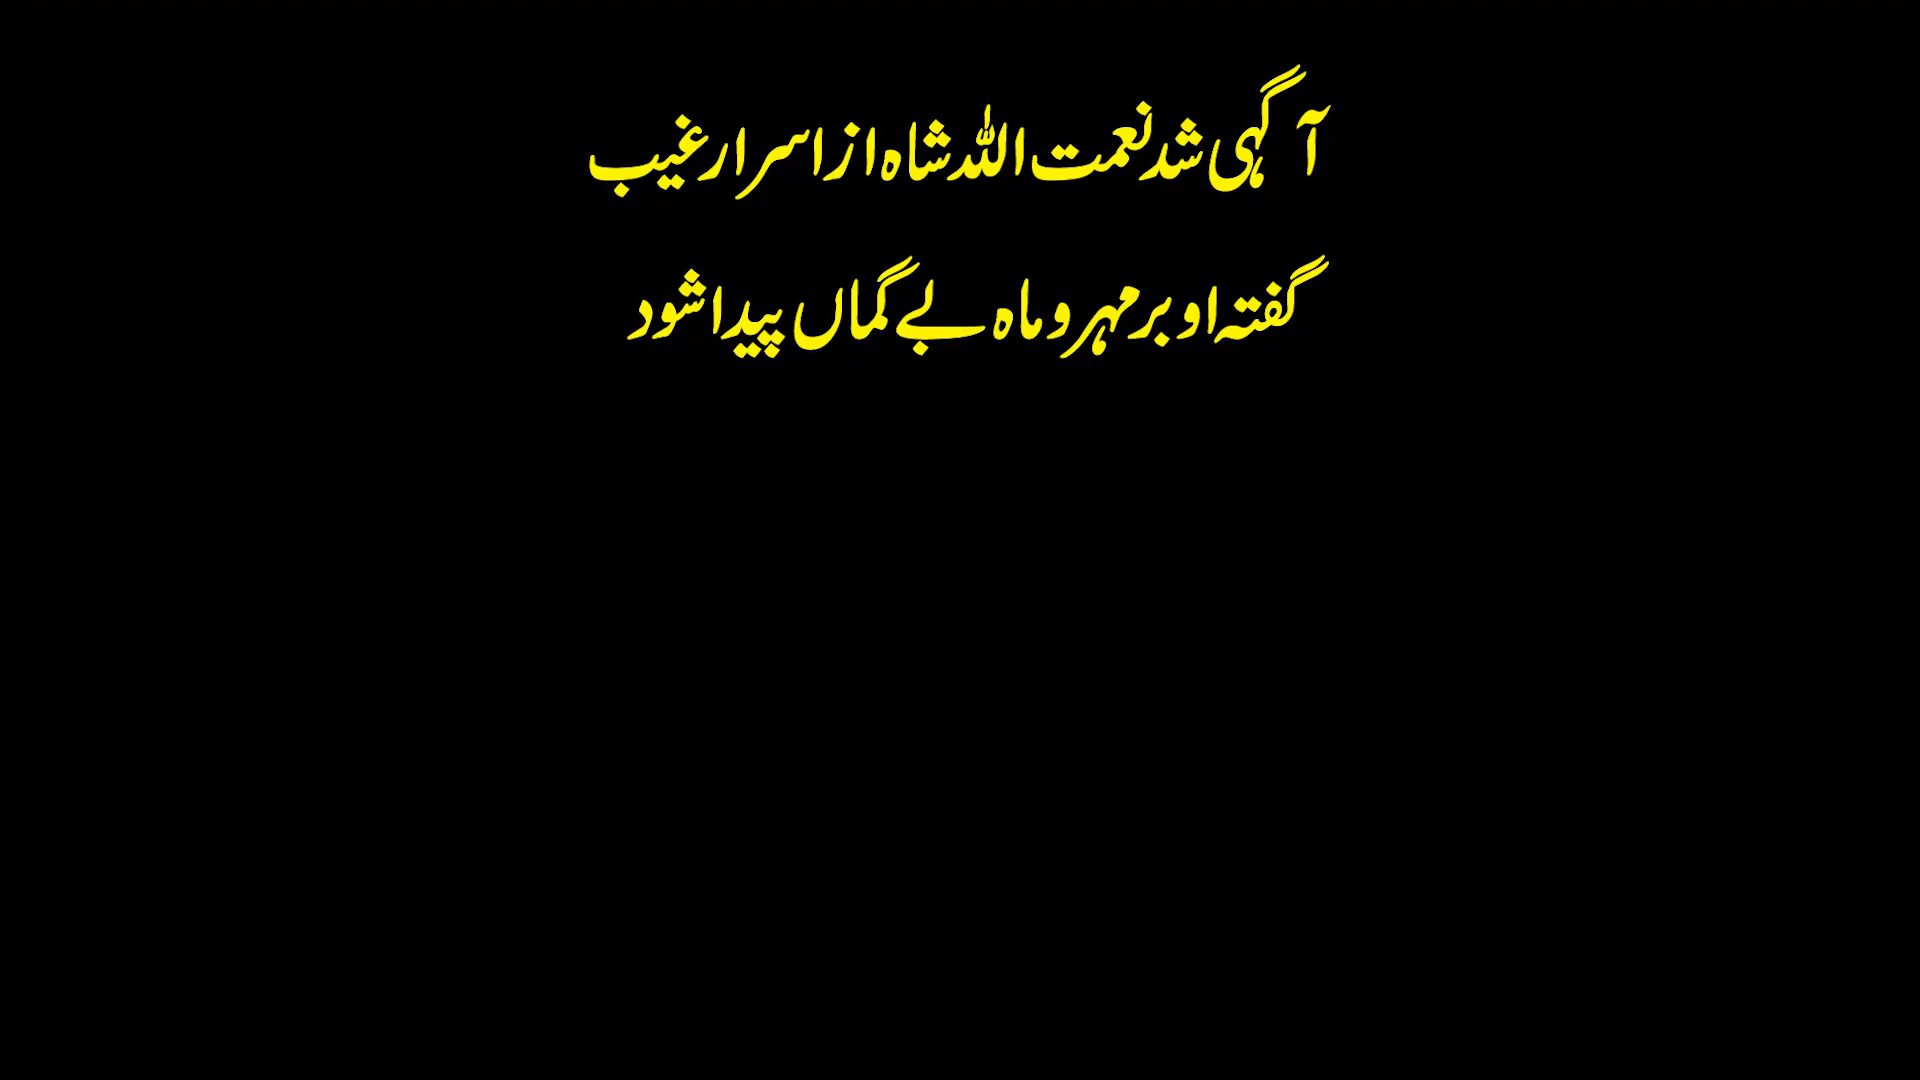 آگہی شد نعمت اللہ شاہ از اسرار غیب
گفتہ او بر مہر و ماہ بے گماں پیدا شود